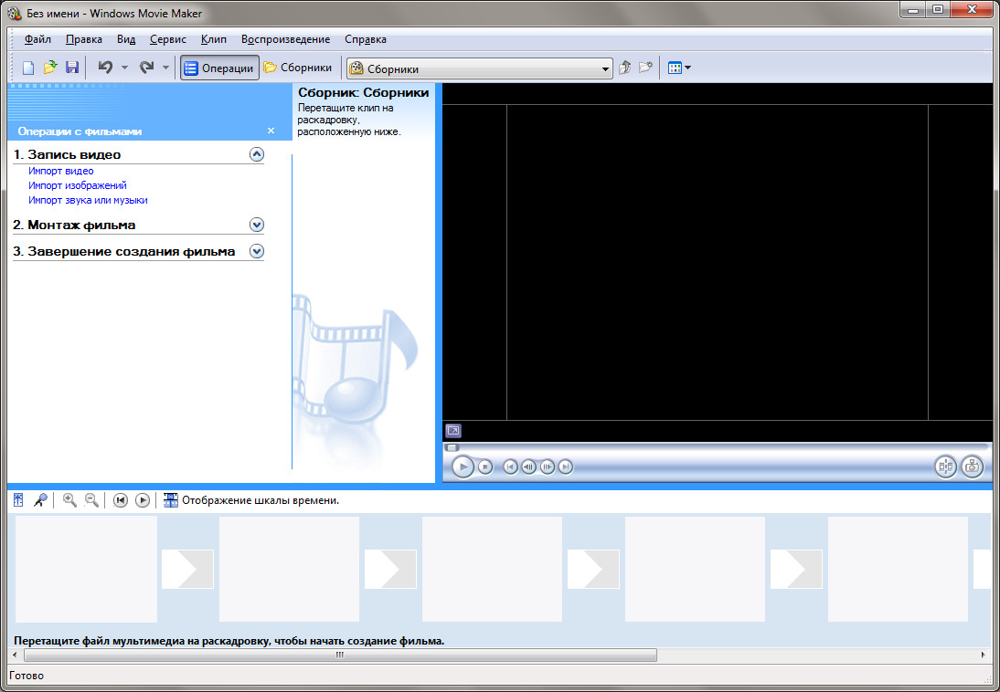 Без имени - Windows Movie Maker
Файл Правка Вид Сервис Клип Воспроизведение Справка
Операции Сборники Сборники
Операции с фильмами
1. Запись видео
Импорт видео
Импорт изображений
Импорт звука или музыки
2. Монтаж фильма
3. Завершение создания фильма
Сборник: Сборники
Перетащите клип на
раскадровку,
расположенную ниже.
Отображение шкалы времени.
Перетащите файл мультимедиа на раскадровку, чтобы начать создание фильма.
Готово